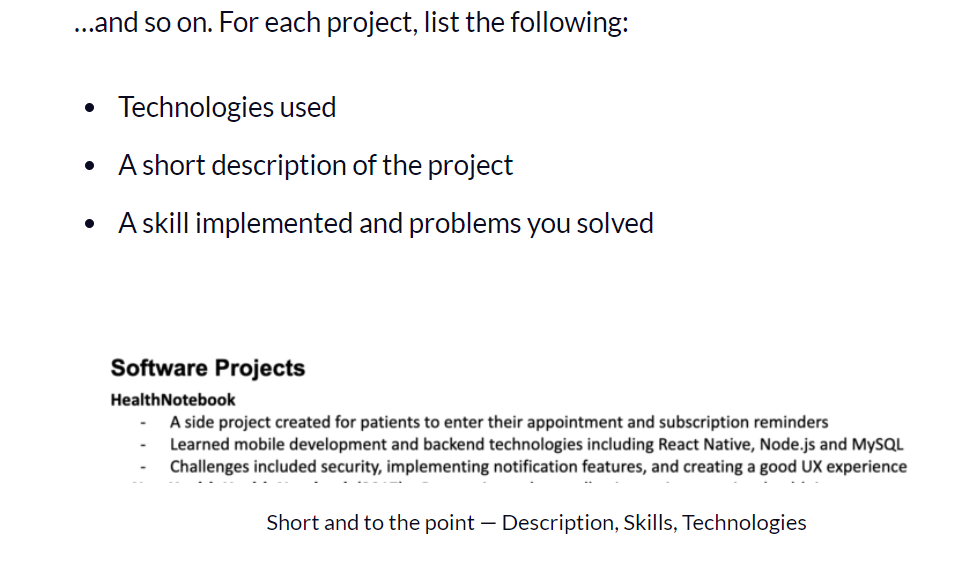 ...and so on. For each project, list the following:
• Technologies used
• A short description of the project
• A skill implemented and problems you solved
Software Projects
HealthNotebook
- A side project created for patients to enter their appointment and subscription reminders
- Learned mobile development and backend technologies including React Native, Node.js and MySQL
- Challenges included security, implementing notification features, and creating a good UX experience
Short and to the point — Description, Skills, Technologies